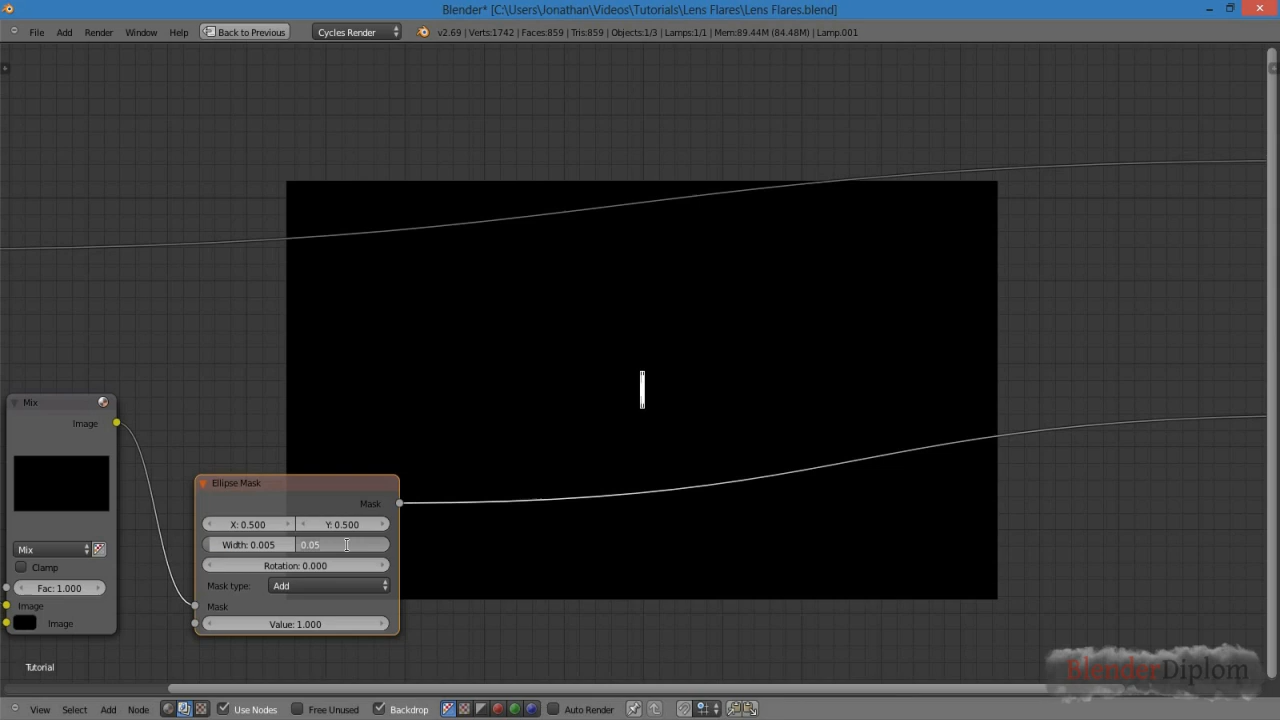 Blender* [C:\Users\Jonathan\Videos\Tutorials\Lens Flares\Lens Flares.blend]
File Add Render Window Help Back to Previous Cycles Render v2.69 | Verts:1742 | Faces:859 | Tris:859 | Objects:1/3 | Lamps:1/1 | Mem:89.44M (84.48M) | Lamp.001
Mix
Image
Mix
Clamp
Fac: 1.000
Image
Image
Ellipse Mask
Mask
X: 0.500 Y: 0.500
Width: 0.005 0.05
Rotation: 0.000
Mask type: Add
Mask
Value: 1.000
Tutorial
BlenderDiplom
View Select Add Node Use Nodes Free Unused Backdrop Auto Render